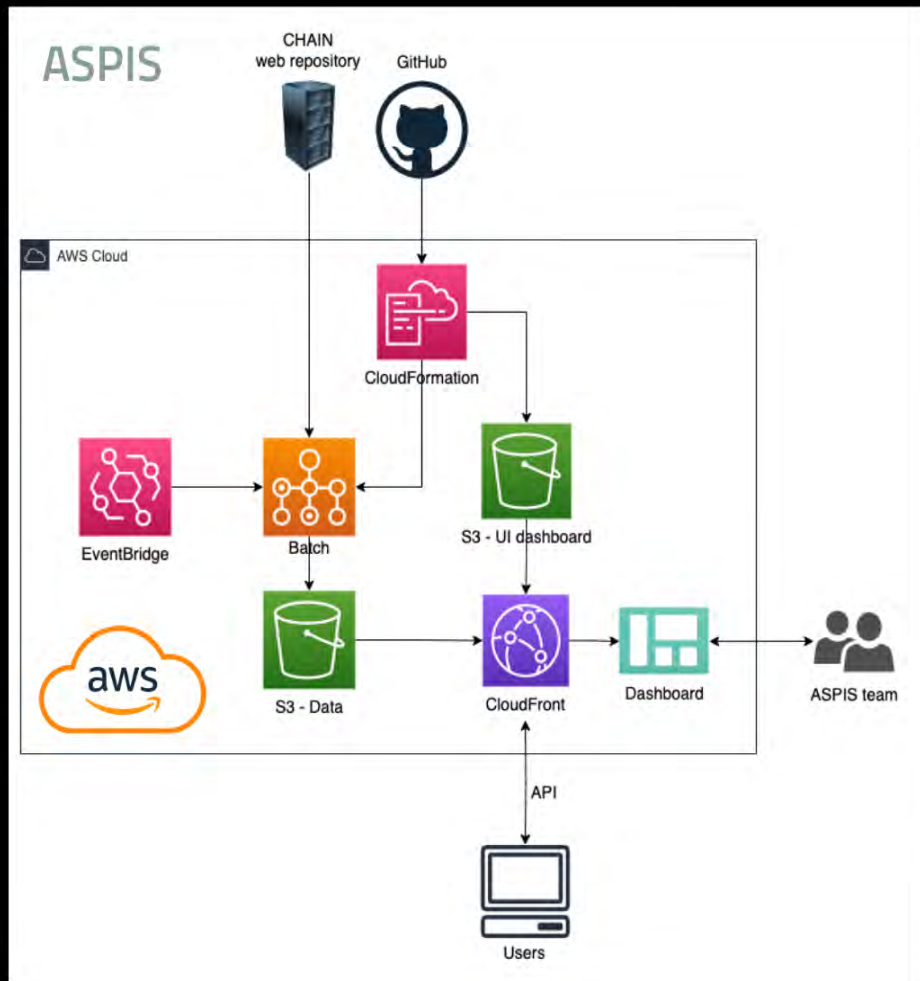 ASPIS
CHAIN
web repository
GitHub
AWS Cloud
CloudFormation
EventBridge
Batch
S3 - UI dashboard
aws
S3 - Data
CloudFront
Dashboard
ASPIS team
API
Users